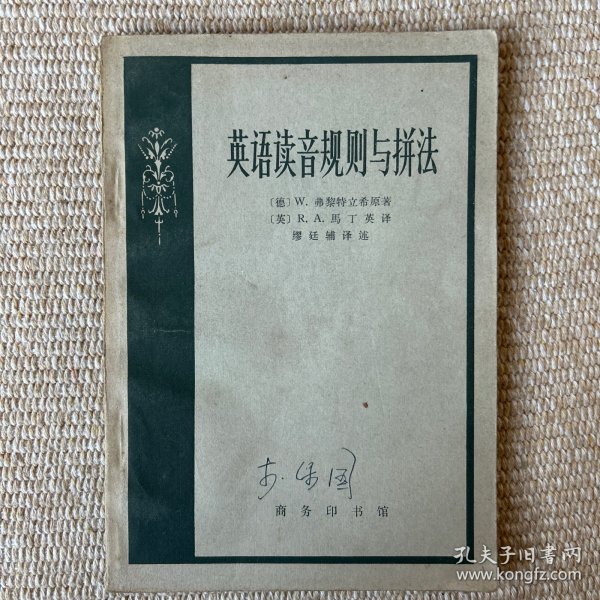 英语读音规则与拼法
〔德〕W. 弗黎特立希原著
〔英〕R. A. 馬丁英译
缪廷辅译述
商务印书馆
孔夫子旧書网
www.kongfz.com